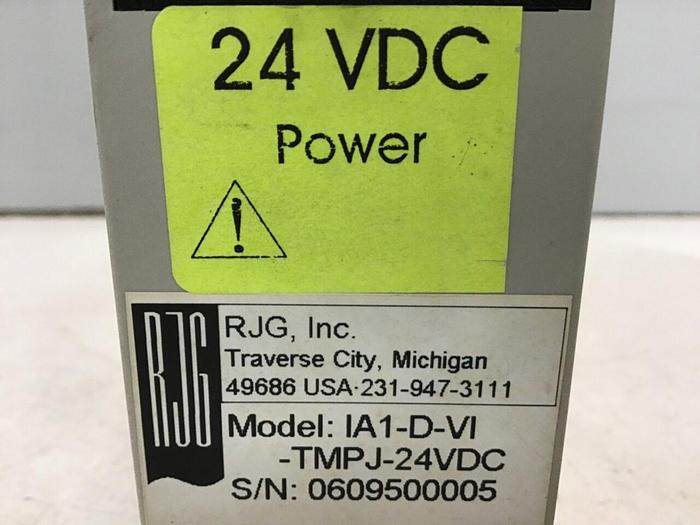 24 VDC
Power
!
RJG
RJG, Inc.
Traverse City, Michigan
49686 USA·231-947-3111
Model: IA1-D-VI
-TMPJ-24VDC
S/N: 0609500005